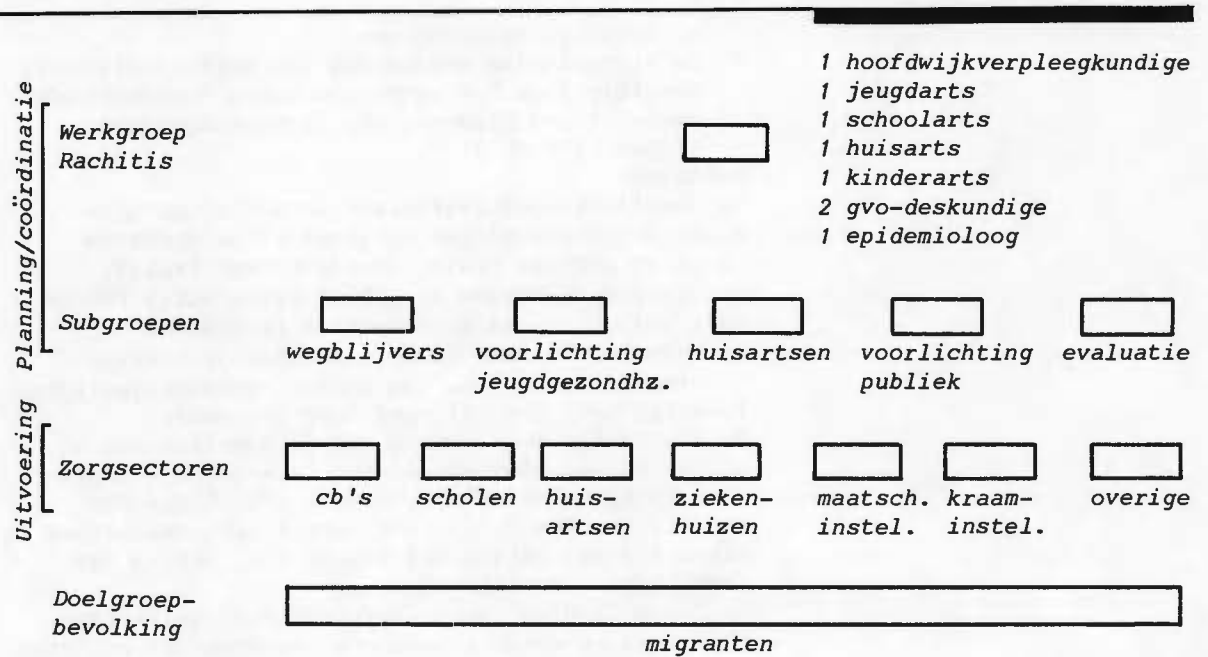 1 hoofdwijkverpleegkundige
1 jeugdarts
1 schoolarts
1 huisarts
1 kinderarts
2 gvo-deskundige
1 epidemioloog
Planning/coördinatie
Werkgroep
Rachitis
Subgroepen
wegblijvers
voorlichting
jeugdgezondhz.
huisartsen
voorlichting
publiek
evaluatie
Uitvoering
Zorgsectoren
cb's
scholen
huis-
artsen
zieken-
huizen
maatsch.
instel.
kraam-
instel.
overige
Doelgroep-
bevolking
migranten